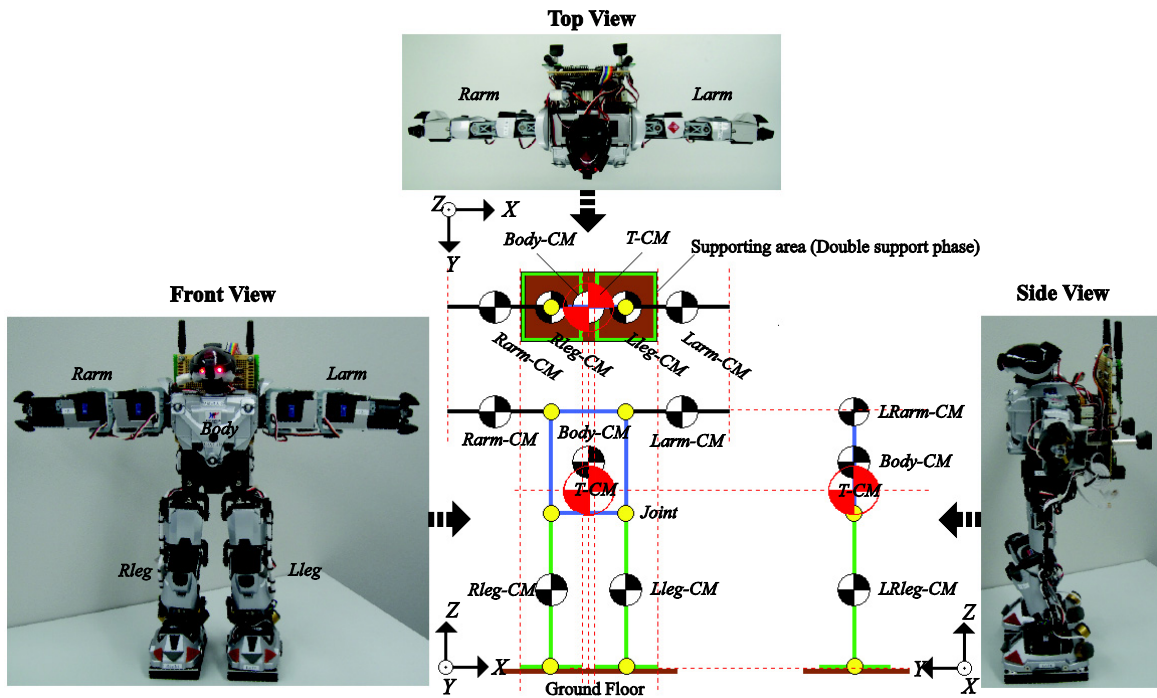 Top View
Rarm
Larm
Z
X
Y
Body-CM
T-CM
Supporting area (Double support phase)
Rarm-CM
Rleg-CM
Lleg-CM
Larm-CM
Front View
Rarm
Larm
Body
Rleg
Lleg
Side View
Rarm-CM
Body-CM
Larm-CM
T-CM
Joint
Rleg-CM
Lleg-CM
LRarm-CM
Body-CM
T-CM
LRleg-CM
Z
X
Y
Ground Floor
Z
Y
X